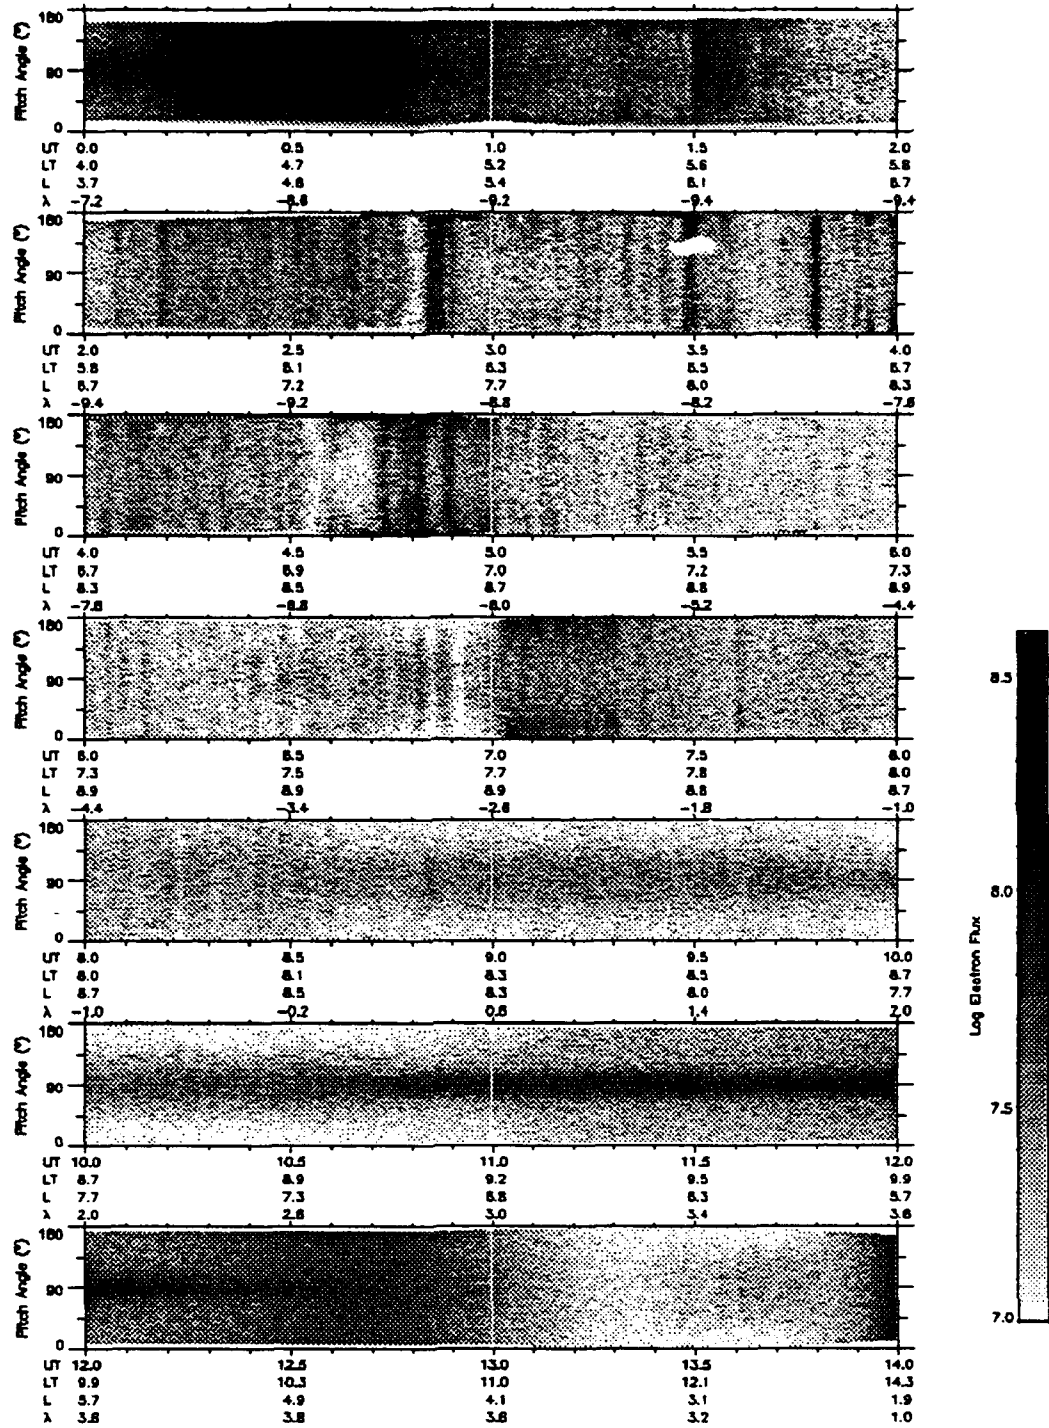 180
Pitch Angle (°)
90
0
UT 0.0 0.5 1.0 1.5 2.0
LT 4.0 4.7 5.2 5.6 5.8
L 3.7 4.6 5.4 6.1 6.7
λ -7.2 -8.6 -9.2 -9.4 -9.4
180
Pitch Angle (°)
90
0
UT 2.0 2.5 3.0 3.5 4.0
LT 5.8 6.1 6.3 6.5 6.7
L 6.7 7.2 7.7 8.0 8.3
λ -9.4 -9.2 -8.8 -8.2 -7.6
180
Pitch Angle (°)
90
0
UT 4.0 4.5 5.0 5.5 6.0
LT 6.7 6.9 7.0 7.2 7.3
L 8.3 8.5 8.7 8.8 8.9
λ -7.6 -6.8 -6.0 -5.2 -4.4
180
Pitch Angle (°)
90
0
UT 6.0 6.5 7.0 7.5 8.0
LT 7.3 7.5 7.7 7.8 8.0
L 8.9 8.9 8.9 8.8 8.7
λ -4.4 -3.4 -2.6 -1.8 -1.0
180
Pitch Angle (°)
90
0
UT 8.0 8.5 9.0 9.5 10.0
LT 8.0 8.1 8.3 8.5 8.7
L 8.7 8.5 8.3 8.0 7.7
λ -1.0 -0.2 0.6 1.4 2.0
180
Pitch Angle (°)
90
0
UT 10.0 10.5 11.0 11.5 12.0
LT 8.7 8.9 9.2 9.5 9.9
L 7.7 7.3 6.8 6.3 5.7
λ 2.0 2.6 3.0 3.4 3.6
180
Pitch Angle (°)
90
0
UT 12.0 12.5 13.0 13.5 14.0
LT 9.9 10.3 11.0 12.1 14.3
L 5.7 4.9 4.1 3.1 1.9
λ 3.6 3.8 3.6 3.2 1.0
8.5
8.0
Log Electron Flux
7.5
7.0